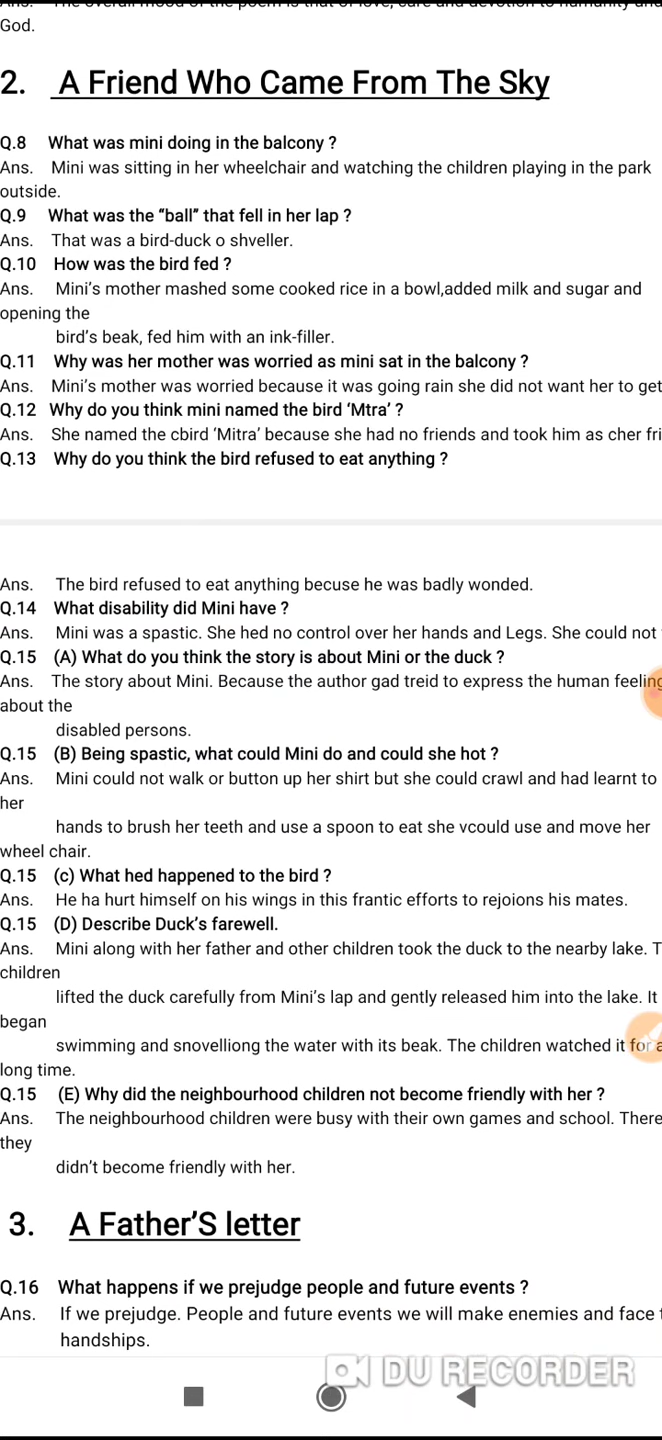 God.
2. A Friend Who Came From The Sky
Q.8 What was mini doing in the balcony ?
Ans. Mini was sitting in her wheelchair and watching the children playing in the park
outside.
Q.9 What was the “ball” that fell in her lap ?
Ans. That was a bird-duck o shveller.
Q.10 How was the bird fed ?
Ans. Mini’s mother mashed some cooked rice in a bowl,added milk and sugar and
opening the
bird’s beak, fed him with an ink-filler.
Q.11 Why was her mother was worried as mini sat in the balcony ?
Ans. Mini’s mother was worried because it was going rain she did not want her to get
Q.12 Why do you think mini named the bird ‘Mtra’ ?
Ans. She named the cbird ‘Mitra’ because she had no friends and took him as cher fri
Q.13 Why do you think the bird refused to eat anything ?
Ans. The bird refused to eat anything becuse he was badly wonded.
Q.14 What disability did Mini have ?
Ans. Mini was a spastic. She hed no control over her hands and Legs. She could not
Q.15 (A) What do you think the story is about Mini or the duck ?
Ans. The story about Mini. Because the author gad treid to express the human feeling
about the
disabled persons.
Q.15 (B) Being spastic, what could Mini do and could she hot ?
Ans. Mini could not walk or button up her shirt but she could crawl and had learnt to
her
hands to brush her teeth and use a spoon to eat she vcould use and move her
wheel chair.
Q.15 (c) What hed happened to the bird ?
Ans. He ha hurt himself on his wings in this frantic efforts to rejoions his mates.
Q.15 (D) Describe Duck’s farewell.
Ans. Mini along with her father and other children took the duck to the nearby lake. T
children
lifted the duck carefully from Mini’s lap and gently released him into the lake. It
began
swimming and snovelliong the water with its beak. The children watched it for a
long time.
Q.15 (E) Why did the neighbourhood children not become friendly with her ?
Ans. The neighbourhood children were busy with their own games and school. There
they
didn’t become friendly with her.
3. A Father’S letter
Q.16 What happens if we prejudge people and future events ?
Ans. If we prejudge. People and future events we will make enemies and face
handships.
DU RECORDER